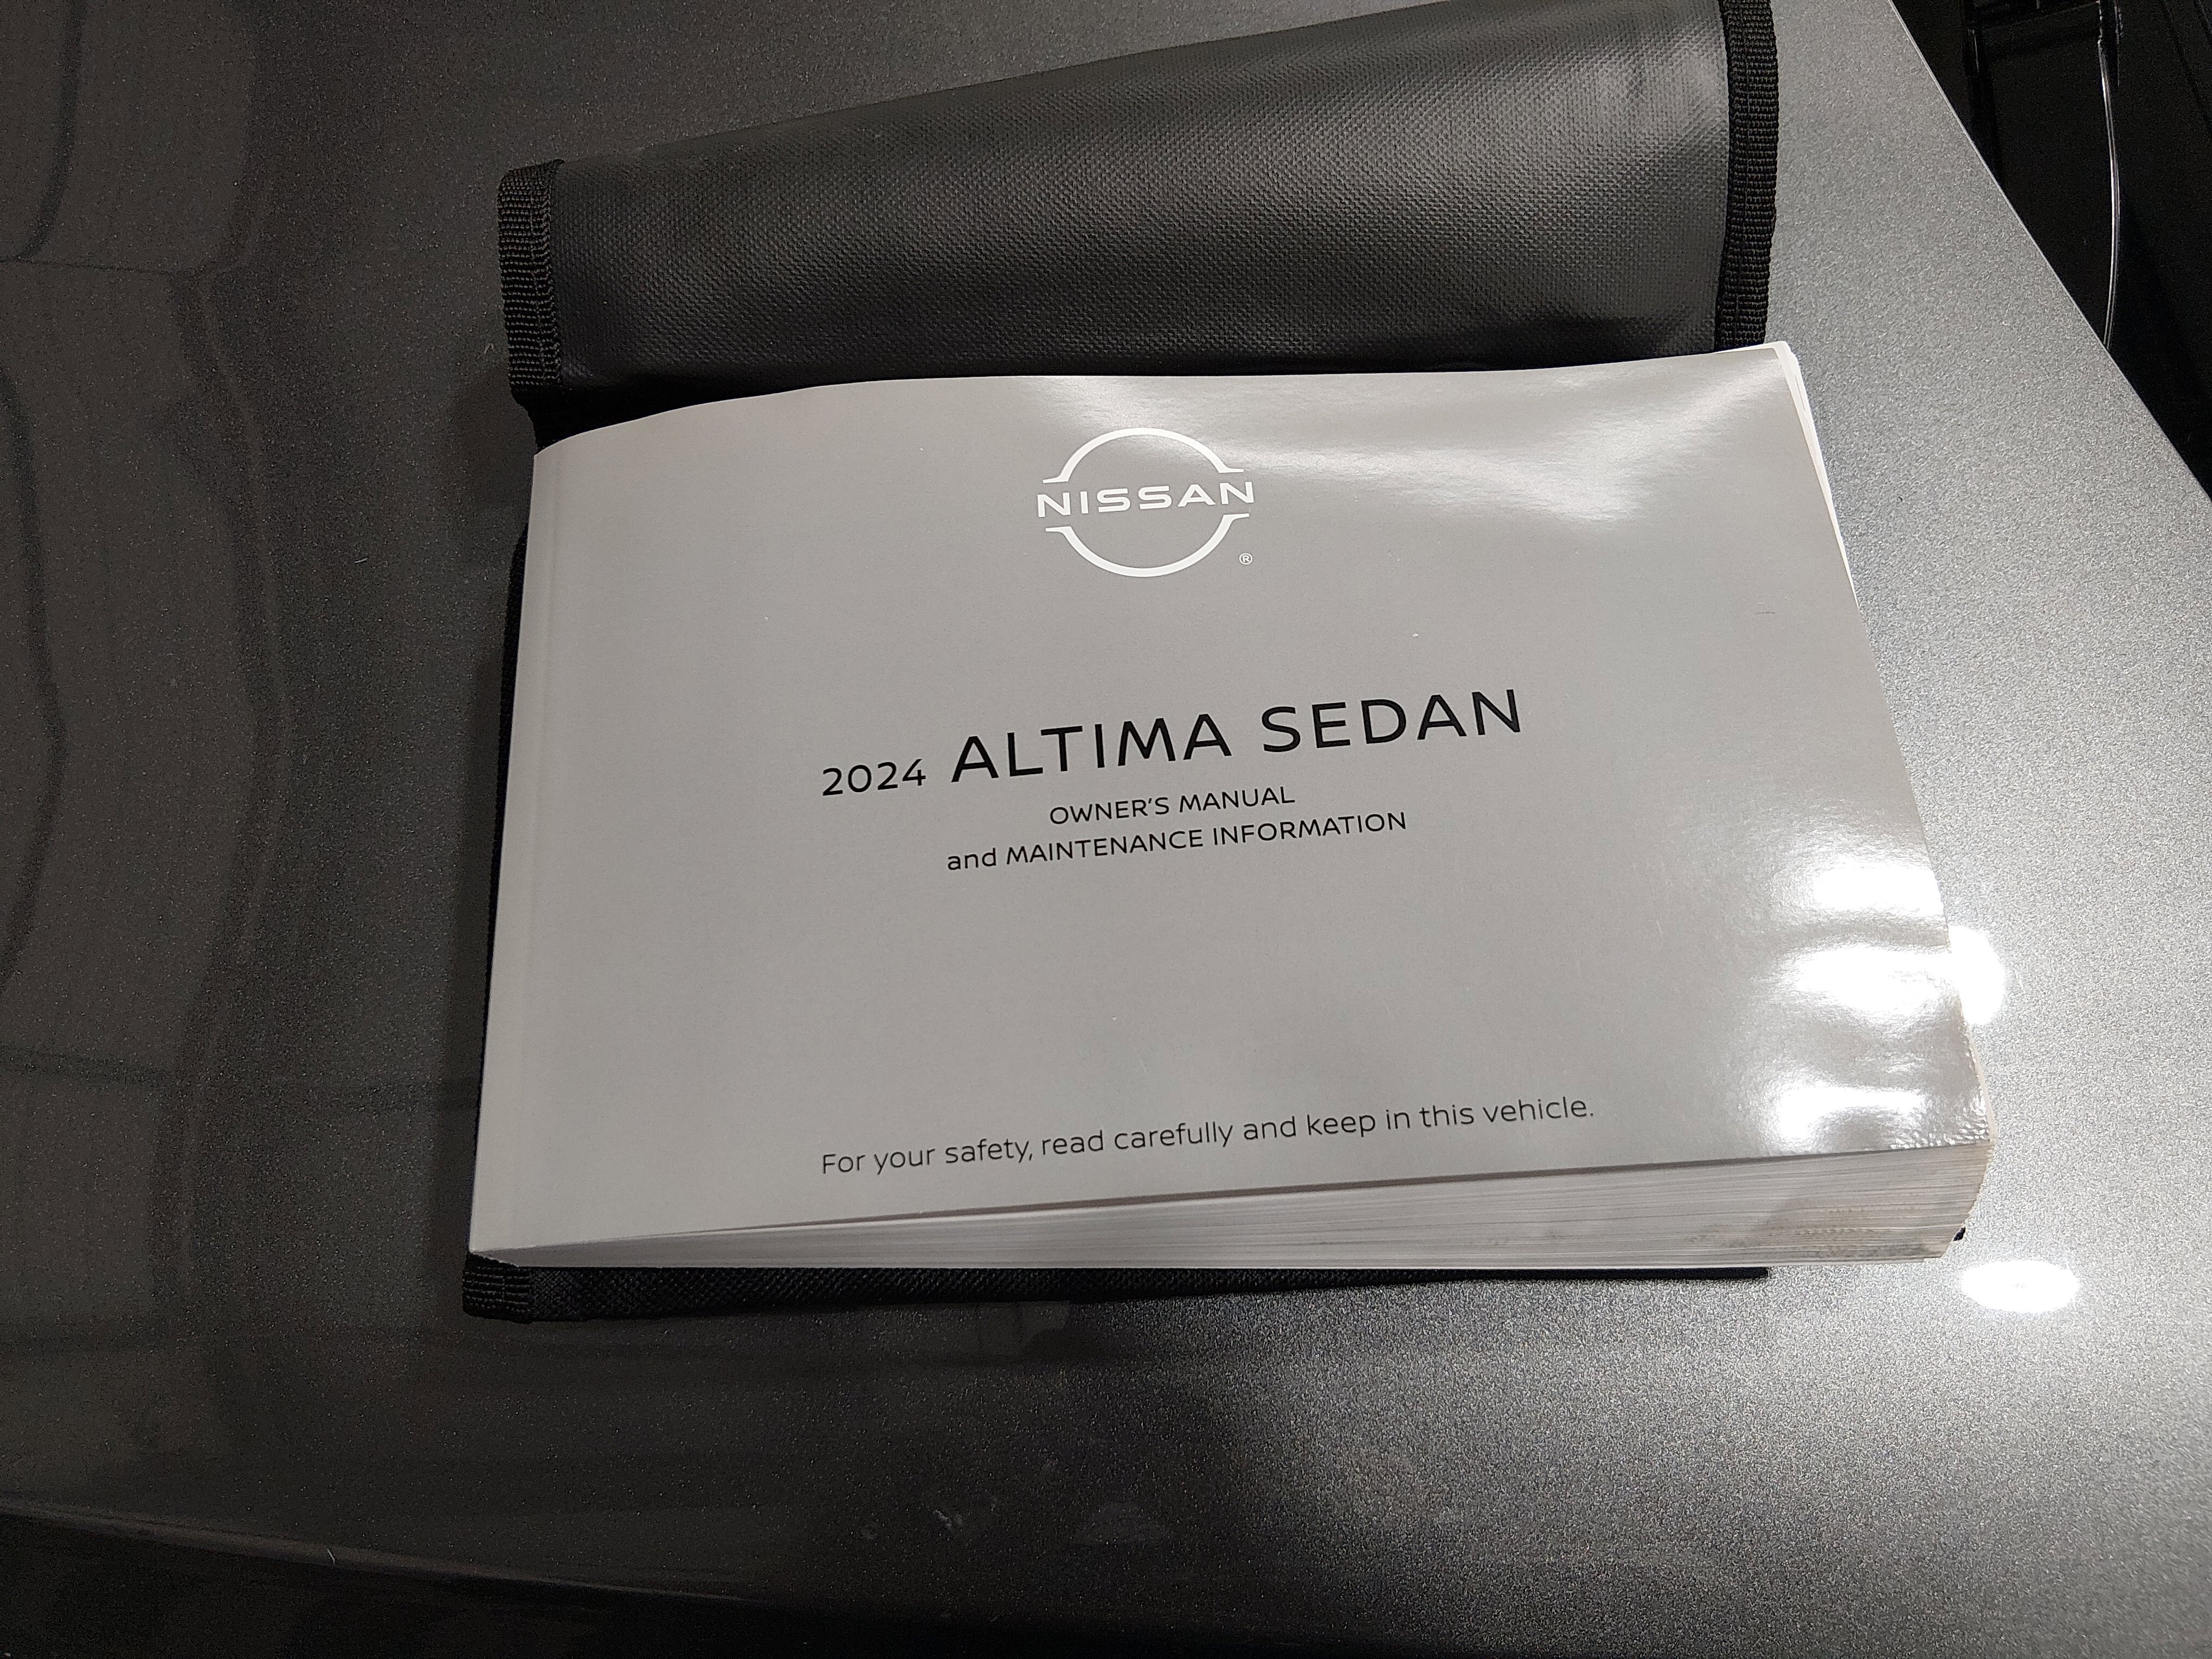 NISSAN
®
2024 ALTIMA SEDAN
OWNER'S MANUAL
and MAINTENANCE INFORMATION
For your safety, read carefully and keep in this vehicle.